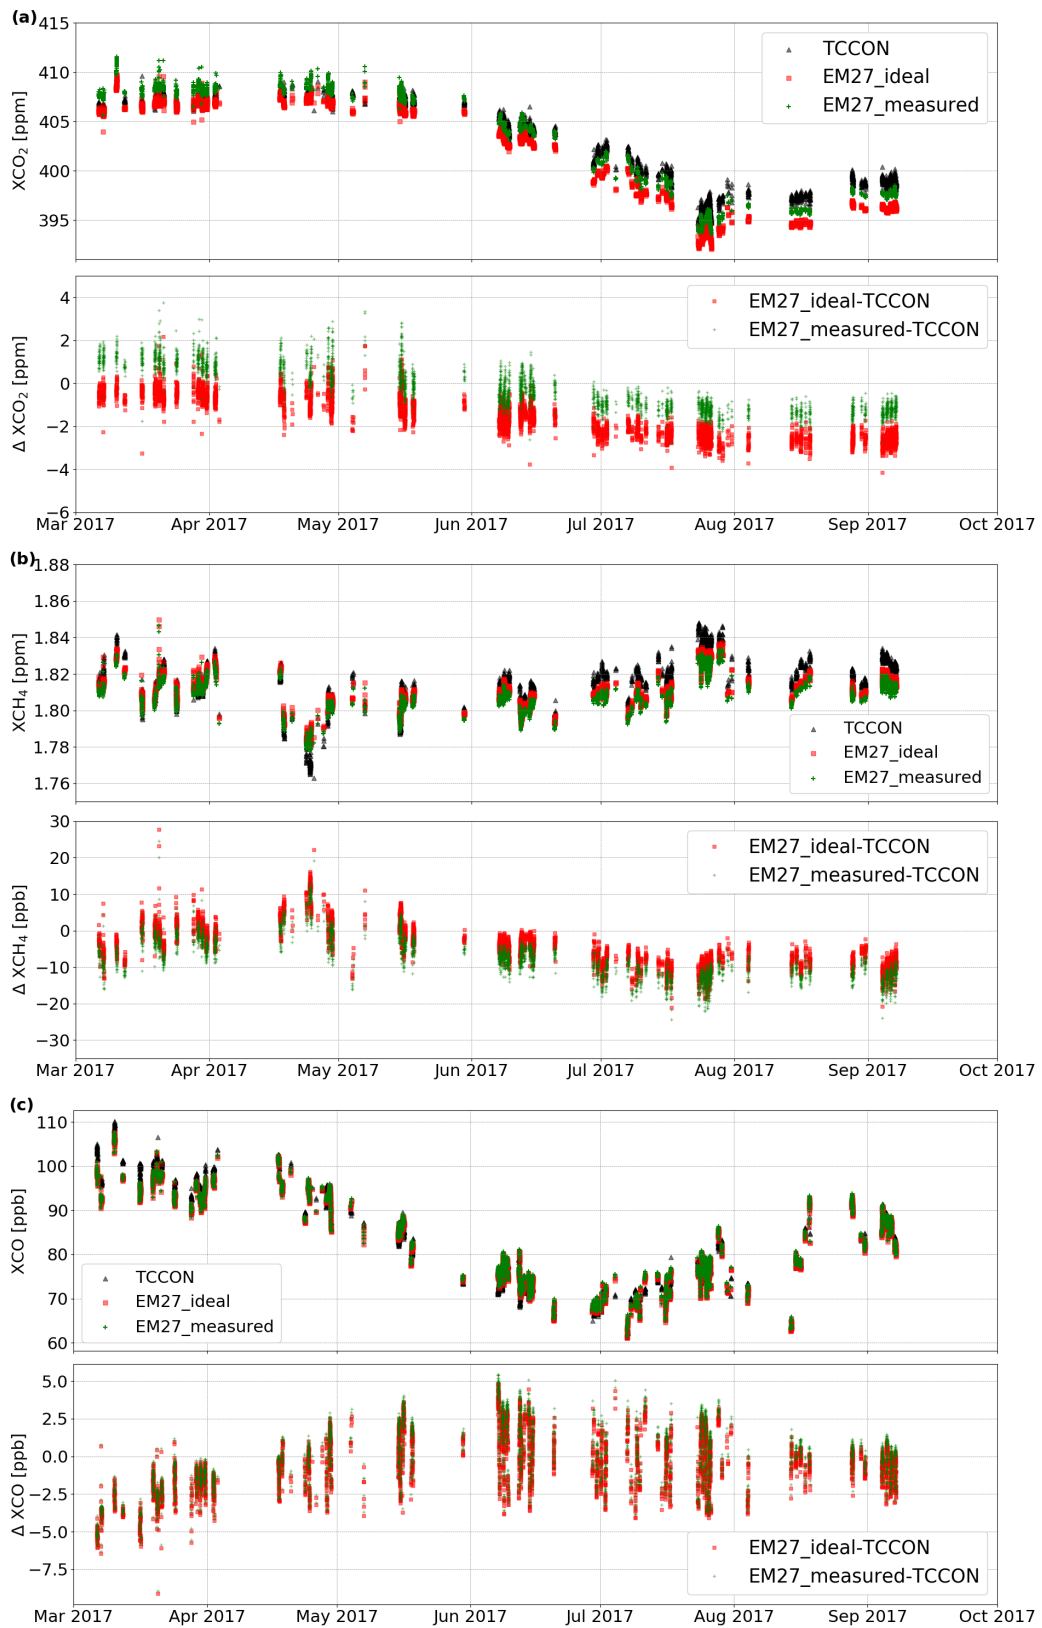 (a)
415
410
405
400
395
XCO2 [ppm]
TCCON
EM27_ideal
EM27_measured
4
2
0
−2
−4
−6
Δ XCO2 [ppm]
EM27_ideal-TCCON
EM27_measured-TCCON
Mar 2017 Apr 2017 May 2017 Jun 2017 Jul 2017 Aug 2017 Sep 2017 Oct 2017
(b)
1.88
1.86
1.84
1.82
1.80
1.78
1.76
XCH4 [ppm]
TCCON
EM27_ideal
EM27_measured
30
20
10
0
−10
−20
−30
Δ XCH4 [ppb]
EM27_ideal-TCCON
EM27_measured-TCCON
Mar 2017 Apr 2017 May 2017 Jun 2017 Jul 2017 Aug 2017 Sep 2017 Oct 2017
(c)
110
100
90
80
70
60
XCO [ppb]
TCCON
EM27_ideal
EM27_measured
5.0
2.5
0.0
−2.5
−5.0
−7.5
Δ XCO [ppb]
EM27_ideal-TCCON
EM27_measured-TCCON
Mar 2017 Apr 2017 May 2017 Jun 2017 Jul 2017 Aug 2017 Sep 2017 Oct 2017